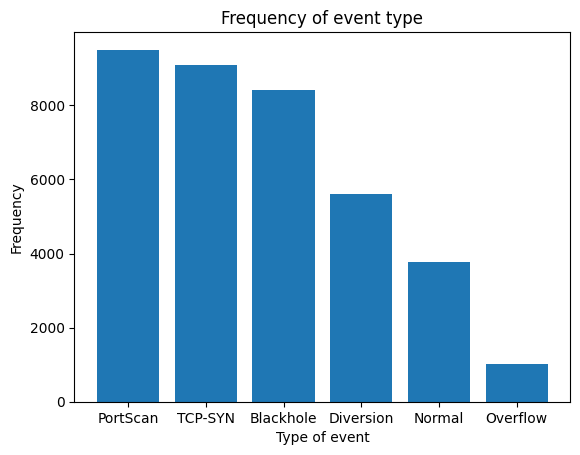 Frequency of event type
Frequency
8000
6000
4000
2000
0
PortScan TCP-SYN Blackhole Diversion Normal Overflow
Type of event